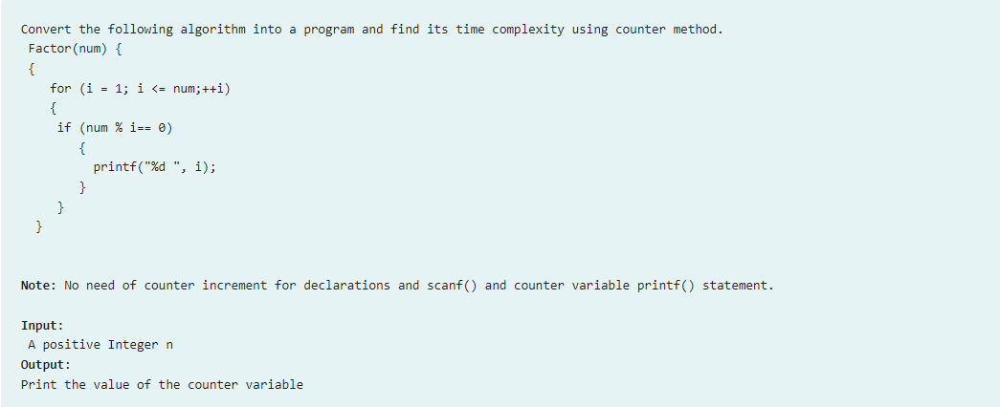 Convert the following algorithm into a program and find its time complexity using counter method.
Factor(num) {
{
for (i = 1; i <= num;++i)
{
if (num % i== 0)
{
printf("%d ", i);
}
}
}
Note: No need of counter increment for declarations and scanf() and counter variable printf() statement.
Input:
A positive Integer n
Output:
Print the value of the counter variable